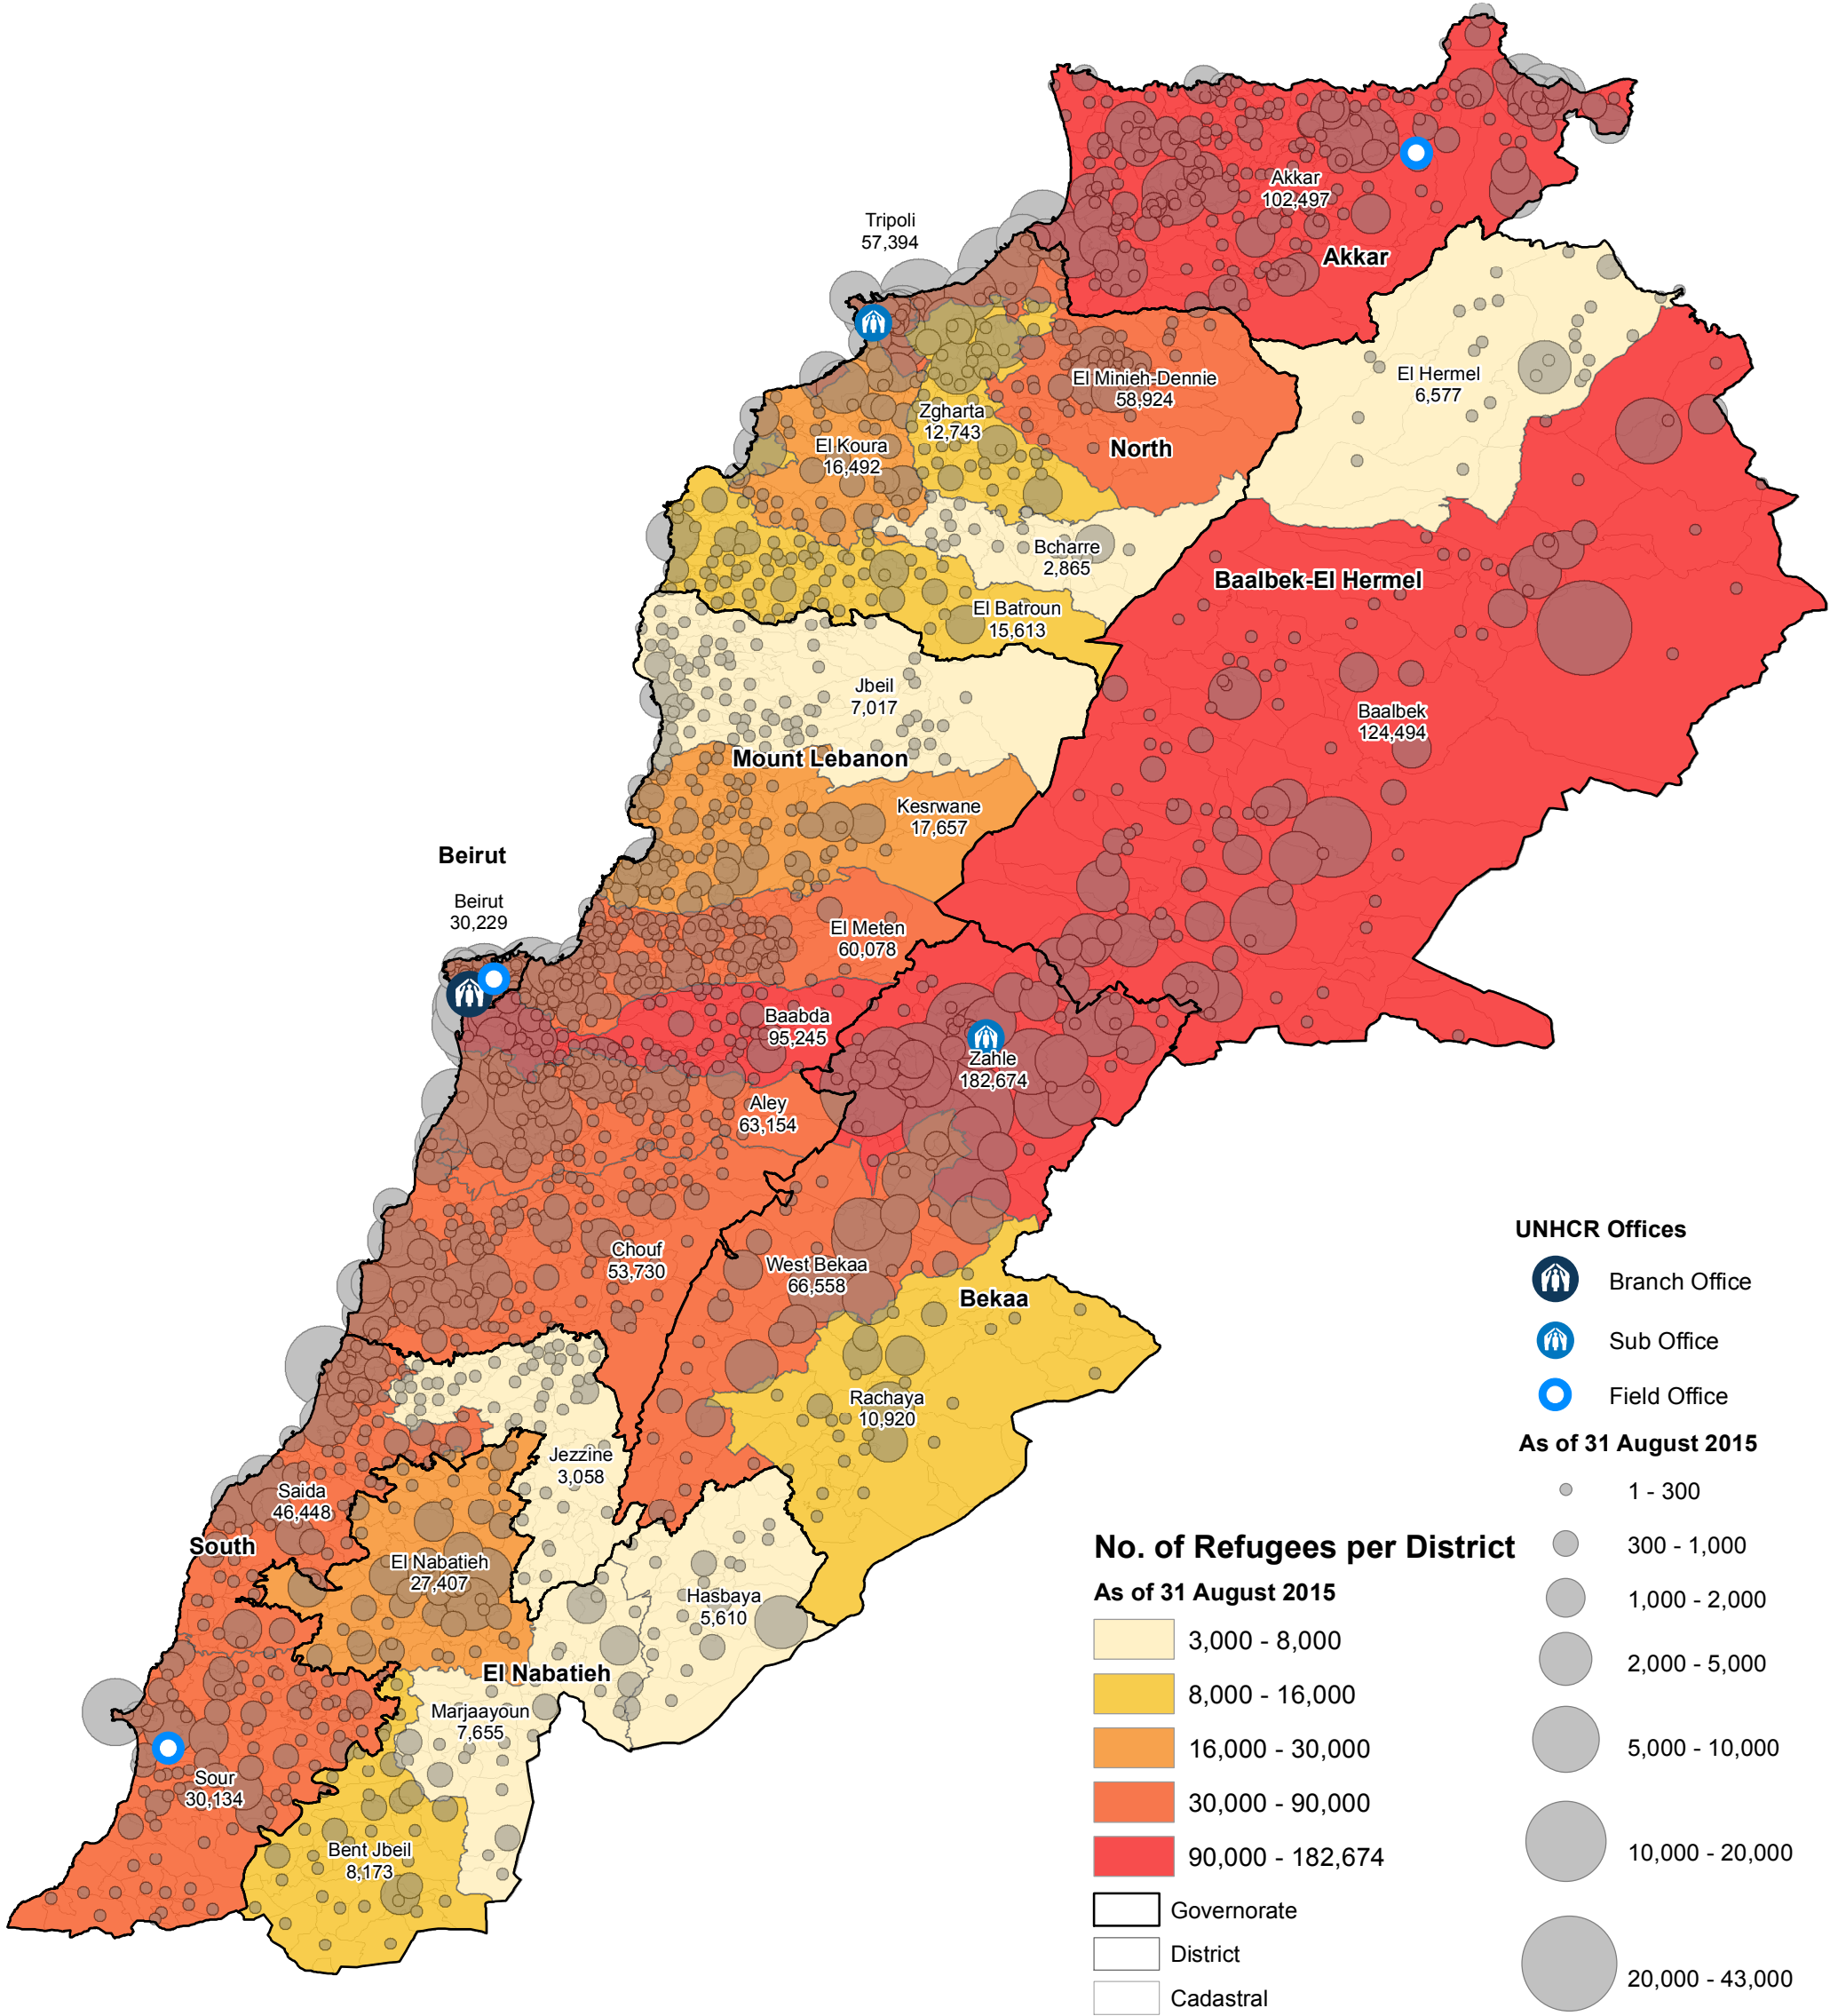 Akkar
102,497
Akkar
Tripoli
57,394
El Hermel
6,577
El Minieh-Dennie
58,924
Zgharta
12,743
El Koura
16,492
North
Bcharre
2,865
Baalbek-El Hermel
El Batroun
15,613
Jbeil
7,017
Baalbek
124,494
Mount Lebanon
Kesrwane
17,657
Beirut
Beirut
30,229
El Meten
60,078
Baabda
95,245
Zahle
182,674
Aley
63,154
Chouf
53,730
West Bekaa
66,558
Bekaa
Rachaya
10,920
Jezzine
3,058
Saida
46,448
South
El Nabatieh
27,407
Hasbaya
5,610
El Nabatieh
Marjaayoun
7,655
Sour
30,134
Bent Jbeil
8,173
UNHCR Offices
Branch Office
Sub Office
Field Office
As of 31 August 2015
1 - 300
300 - 1,000
1,000 - 2,000
2,000 - 5,000
5,000 - 10,000
10,000 - 20,000
20,000 - 43,000
No. of Refugees per District
As of 31 August 2015
3,000 - 8,000
8,000 - 16,000
16,000 - 30,000
30,000 - 90,000
90,000 - 182,674
Governorate
District
Cadastral